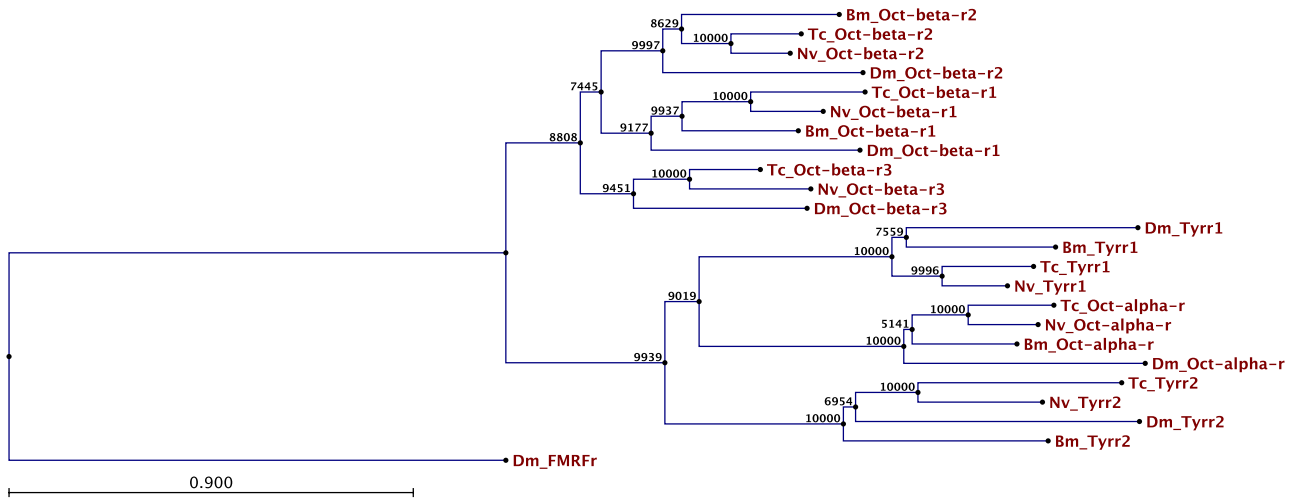 Bm_Oct-beta-r2
8629
Tc_Oct-beta-r2
10000
9997
Nv_Oct-beta-r2
Dm_Oct-beta-r2
7445
Tc_Oct-beta-r1
10000
Nv_Oct-beta-r1
9937
9177
Bm_Oct-beta-r1
8808
Dm_Oct-beta-r1
Tc_Oct-beta-r3
10000
Nv_Oct-beta-r3
9451
Dm_Oct-beta-r3
Dm_Tyrr1
7559
Bm_Tyrr1
10000
Tc_Tyrr1
9996
Nv_Tyrr1
9019
Tc_Oct-alpha-r
10000
Nv_Oct-alpha-r
5141
Bm_Oct-alpha-r
10000
9939
Dm_Oct-alpha-r
Tc_Tyrr2
10000
Nv_Tyrr2
6954
10000
Dm_Tyrr2
Bm_Tyrr2
Dm_FMRFr
0.900